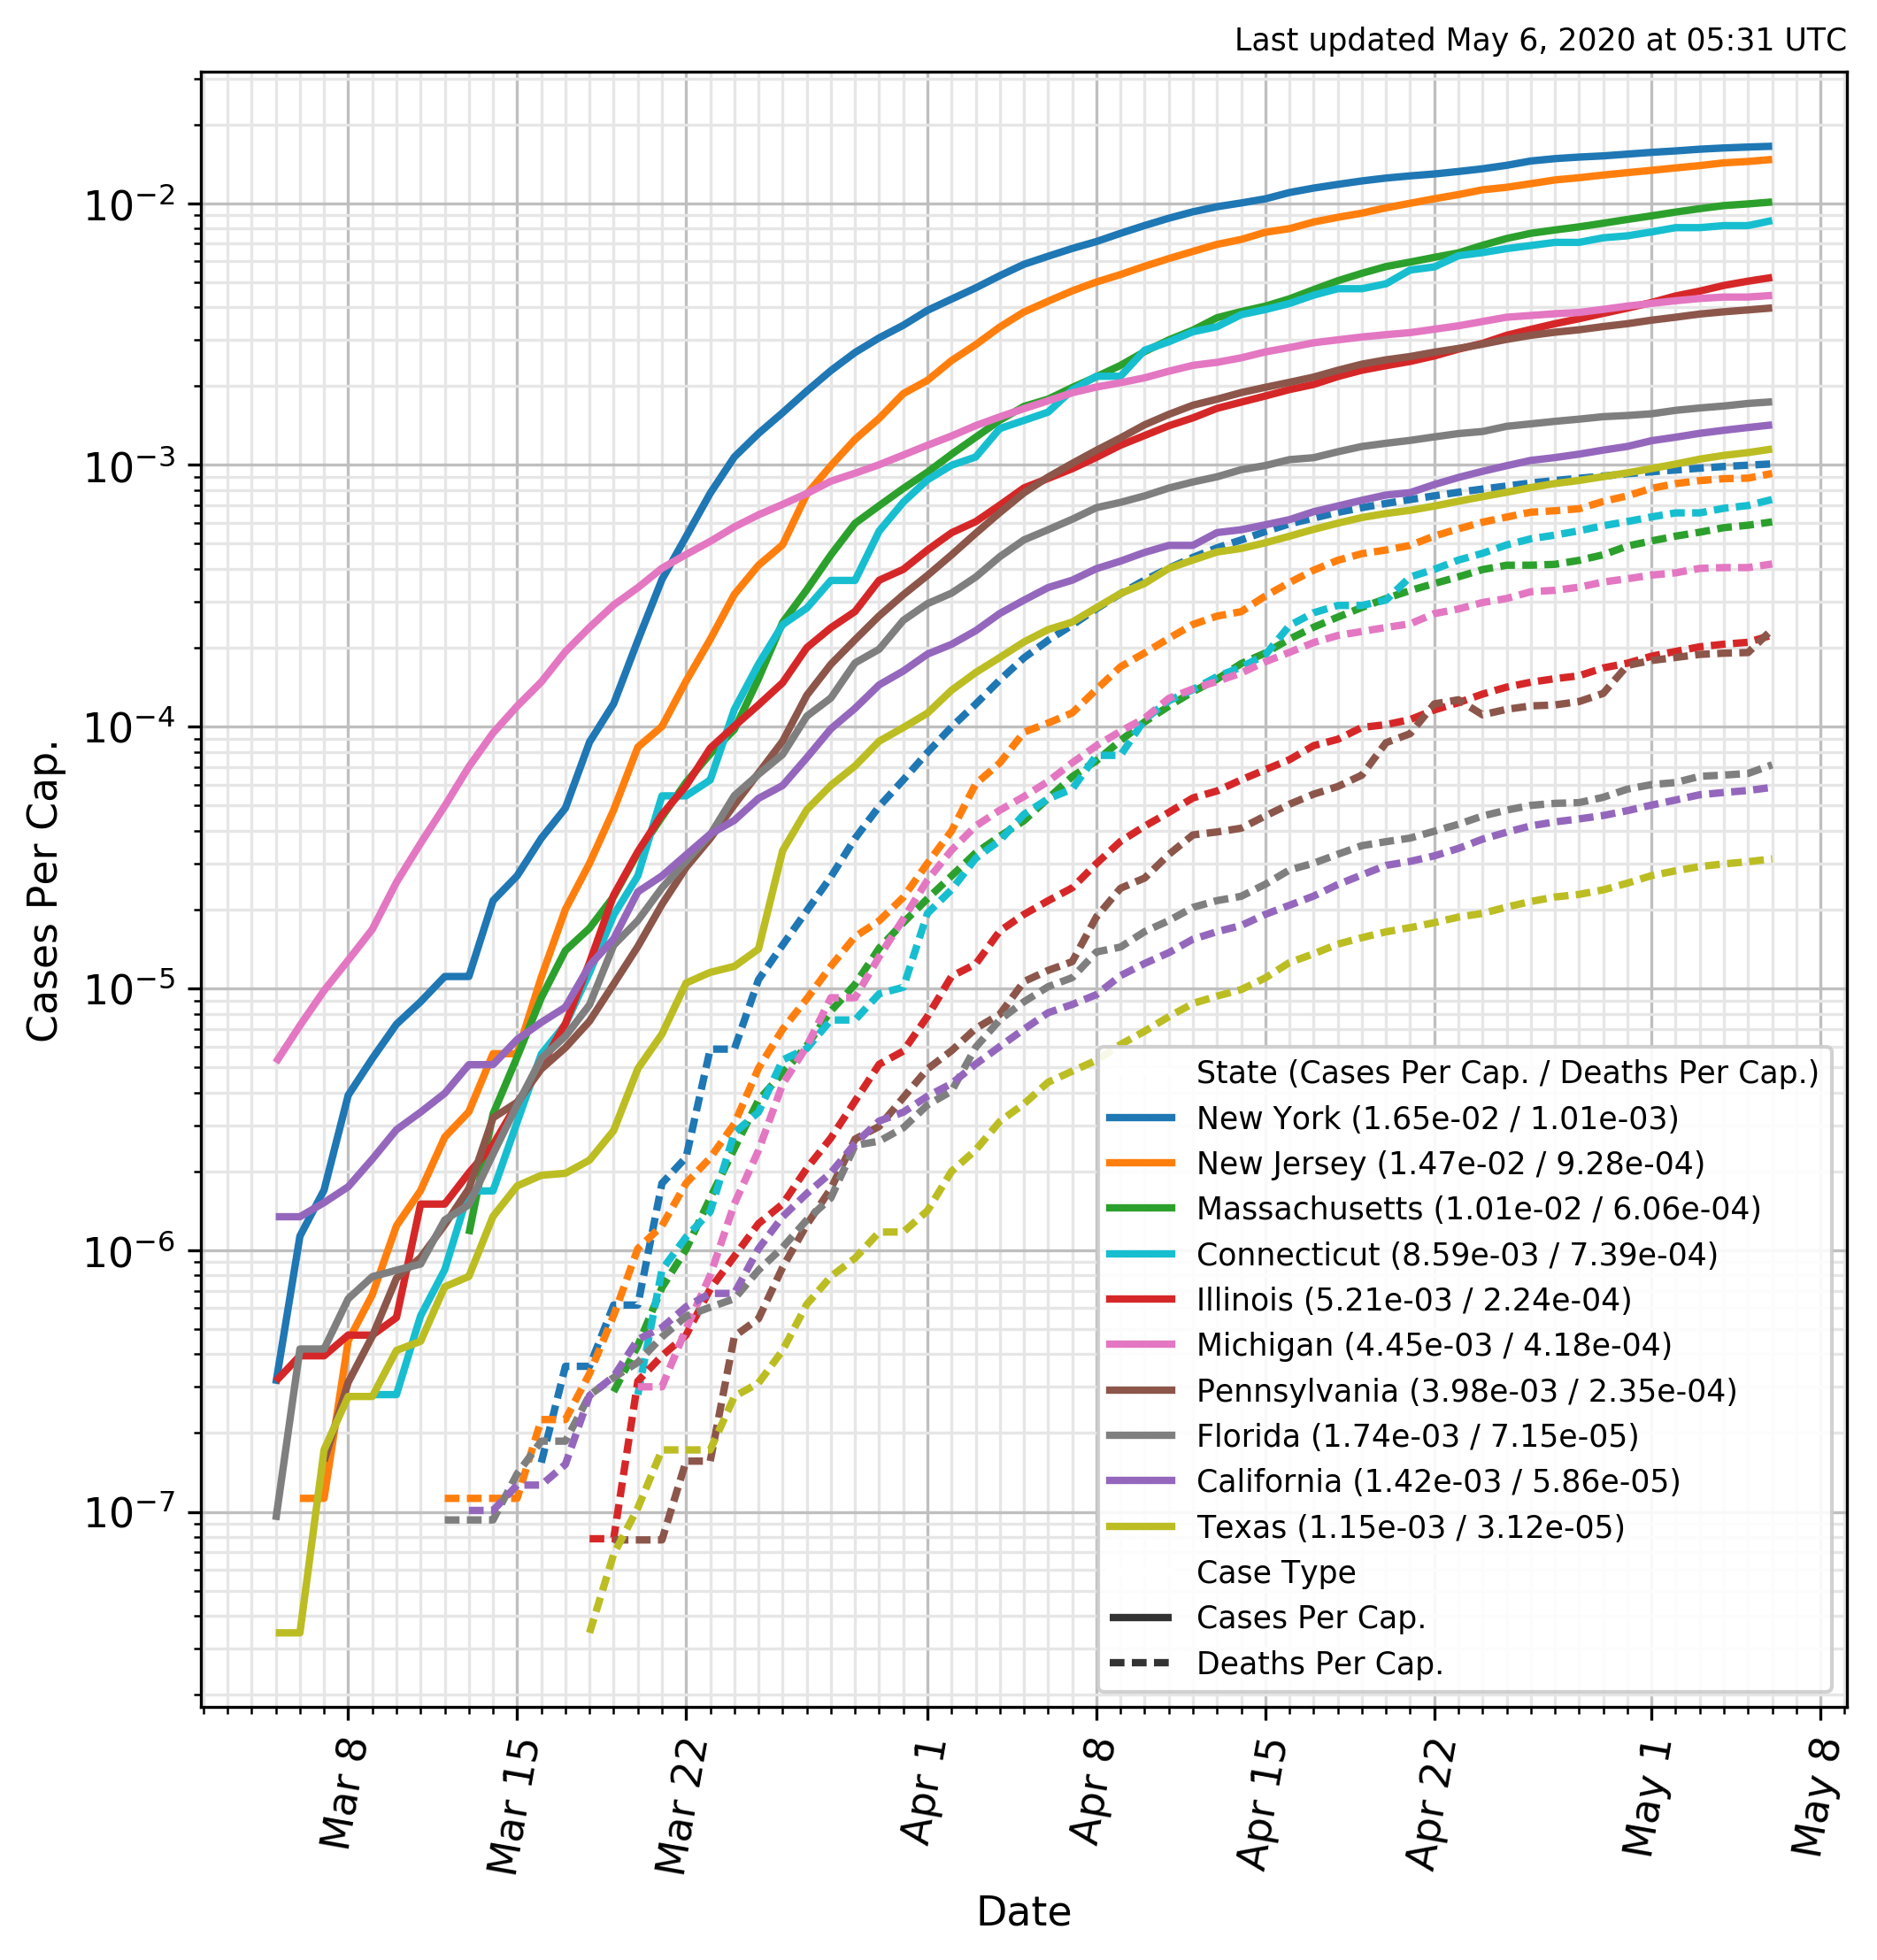 Last updated May 6, 2020 at 05:31 UTC
Cases Per Cap.
10⁻²
10⁻³
10⁻⁴
10⁻⁵
10⁻⁶
10⁻⁷
State (Cases Per Cap. / Deaths Per Cap.)
New York (1.65e-02 / 1.01e-03)
New Jersey (1.47e-02 / 9.28e-04)
Massachusetts (1.01e-02 / 6.06e-04)
Connecticut (8.59e-03 / 7.39e-04)
Illinois (5.21e-03 / 2.24e-04)
Michigan (4.45e-03 / 4.18e-04)
Pennsylvania (3.98e-03 / 2.35e-04)
Florida (1.74e-03 / 7.15e-05)
California (1.42e-03 / 5.86e-05)
Texas (1.15e-03 / 3.12e-05)
Case Type
Cases Per Cap.
Deaths Per Cap.
Mar 8
Mar 15
Mar 22
Apr 1
Apr 8
Apr 15
Apr 22
May 1
May 8
Date